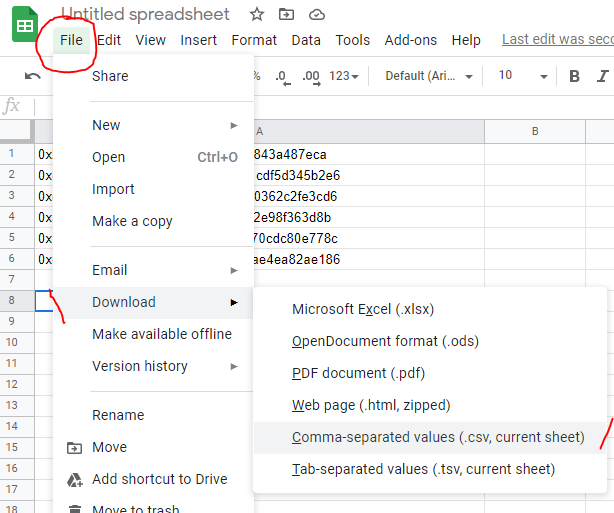 Untitled spreadsheet
File Edit View Insert Format Data Tools Add-ons Help Last edit was seco
% .0 .00 123 Default (Ari... 10 B I
fx
A B
1 0x 843a487eca
2 0x cdf5d345b2e6
3 0x 0362c2fe3cd6
4 0x 2e98f363d8b
5 0x 70cdc80e778c
6 0x ae4ea82ae186
7
8
9
10
11
12
13
14
15
16
17
18
Share
New
Open Ctrl+O
Import
Make a copy
Email
Download
Make available offline
Version history
Rename
Move
Add shortcut to Drive
Move to trash
Microsoft Excel (.xlsx)
OpenDocument format (.ods)
PDF document (.pdf)
Web page (.html, zipped)
Comma-separated values (.csv, current sheet)
Tab-separated values (.tsv, current sheet)